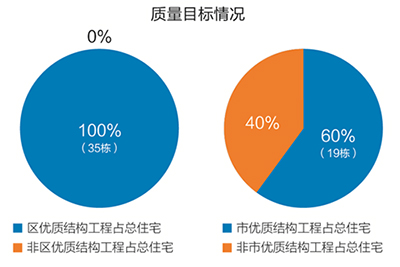 质量目标情况
0%
100%
（35栋）
40%
60%
（19栋）
区优质结构工程占总住宅
非区优质结构工程占总住宅
市优质结构工程占总住宅
非市优质结构工程占总住宅